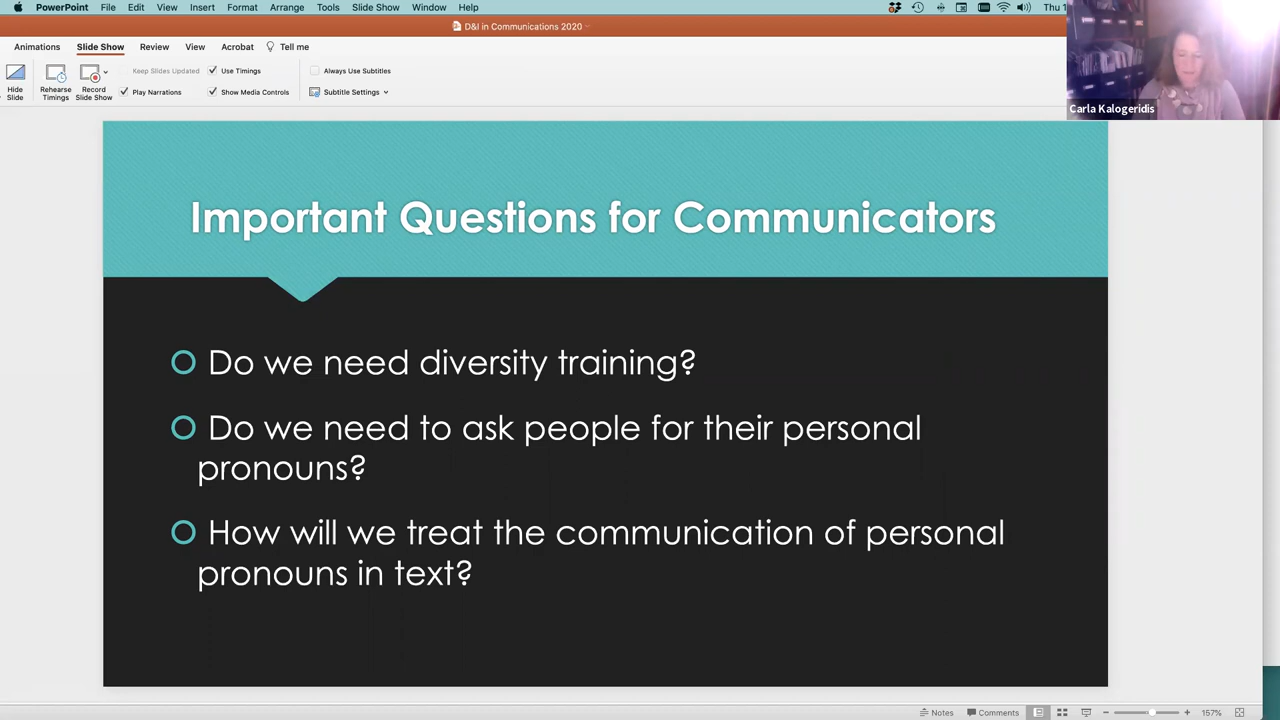 PowerPoint File Edit View Insert Format Arrange Tools Slide Show Window Help Thu 1
D&I in Communications 2020
Animations Slide Show Review View Acrobat Tell me
Keep Slides Updated Use Timings Always Use Subtitles
Hide Slide Rehearse Timings Record Slide Show Play Narrations Show Media Controls Subtitle Settings
Carla Kalogeridis
Important Questions for Communicators
Do we need diversity training?
Do we need to ask people for their personal
pronouns?
How will we treat the communication of personal
pronouns in text?
Notes Comments 157%